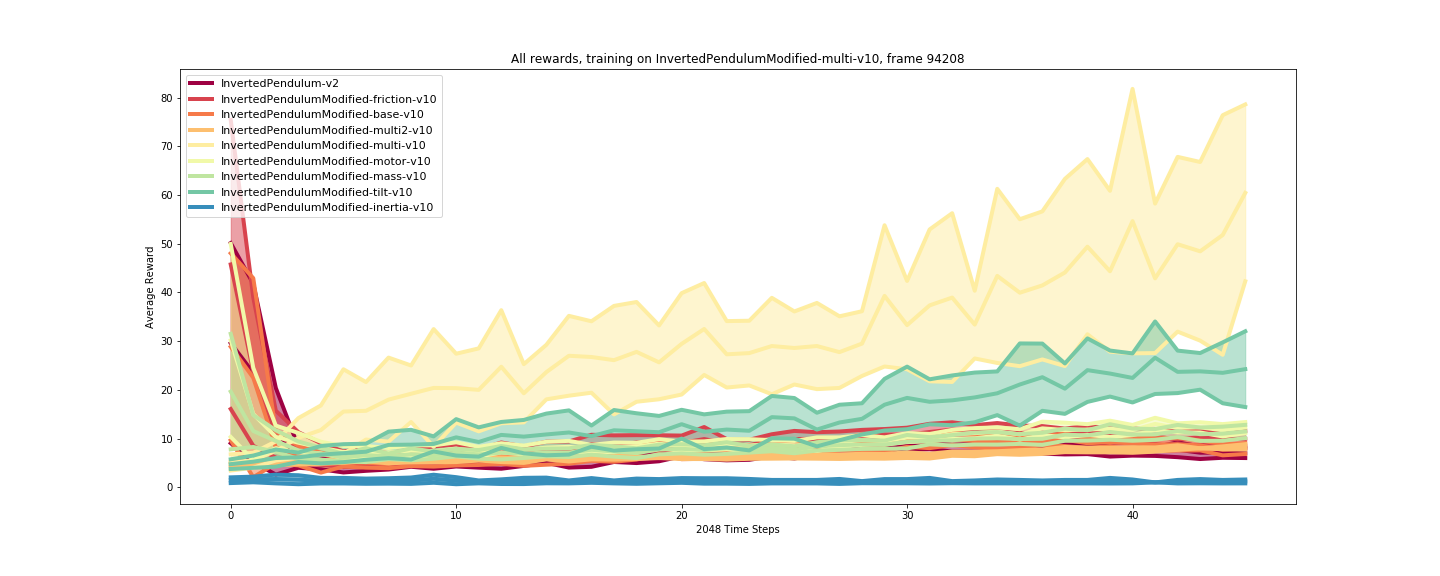 All rewards, training on InvertedPendulumModified-multi-v10, frame 94208
InvertedPendulum-v2
InvertedPendulumModified-friction-v10
InvertedPendulumModified-base-v10
InvertedPendulumModified-multi2-v10
InvertedPendulumModified-multi-v10
InvertedPendulumModified-motor-v10
InvertedPendulumModified-mass-v10
InvertedPendulumModified-tilt-v10
InvertedPendulumModified-inertia-v10
Average Reward
80
70
60
50
40
30
20
10
0
0 10 20 30 40
2048 Time Steps